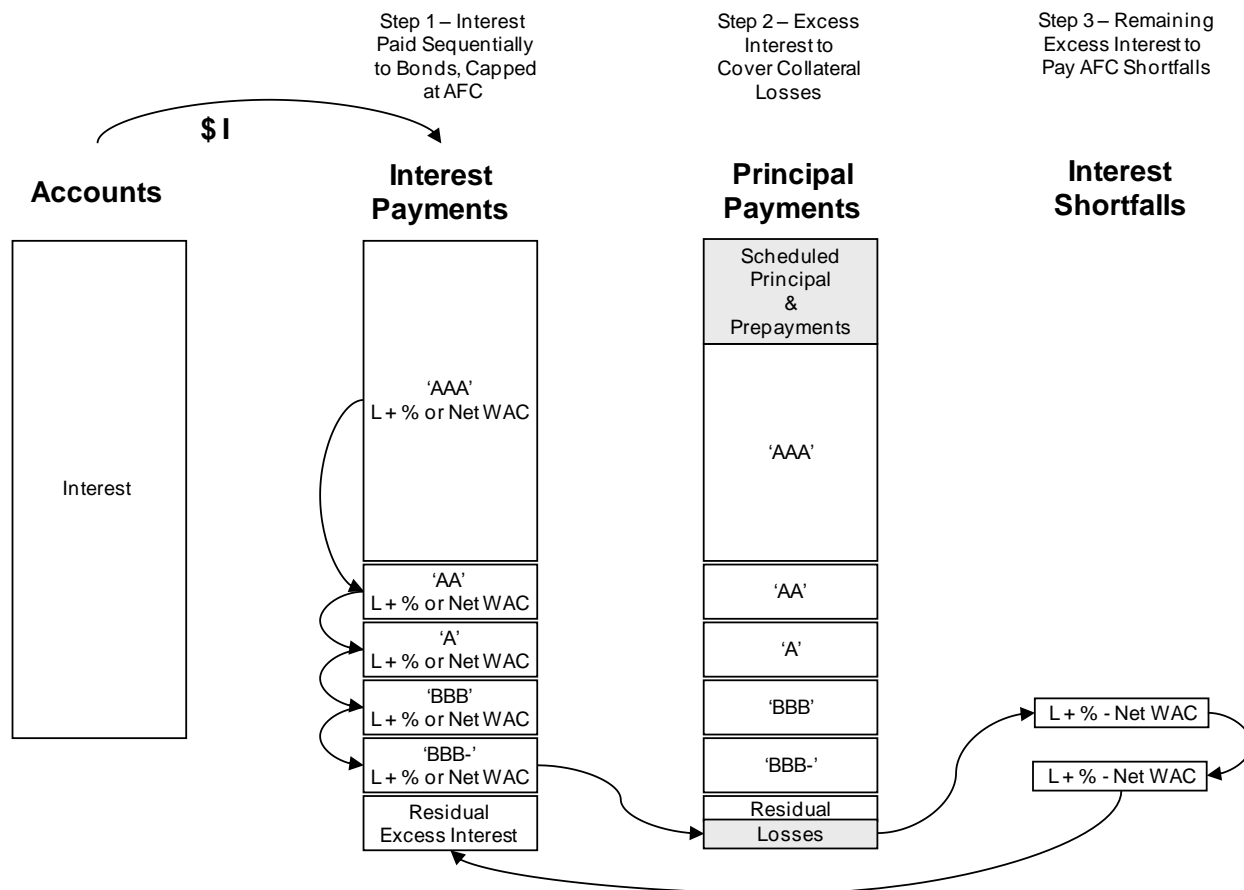 Step 1 – Interest
Paid Sequentially
to Bonds, Capped
at AFC
Step 2 – Excess
Interest to
Cover Collateral
Losses
Step 3 – Remaining
Excess Interest to
Pay AFC Shortfalls
$ I
Accounts
Interest
Payments
Principal
Payments
Interest
Shortfalls
Interest
‘AAA’
L + % or Net WAC
‘AA’
L + % or Net WAC
‘A’
L + % or Net WAC
‘BBB’
L + % or Net WAC
‘BBB-’
L + % or Net WAC
Residual
Excess Interest
Scheduled
Principal
&
Prepayments
‘AAA’
‘AA’
‘A’
‘BBB’
‘BBB-’
Residual
Losses
L + % - Net WAC
L + % - Net WAC